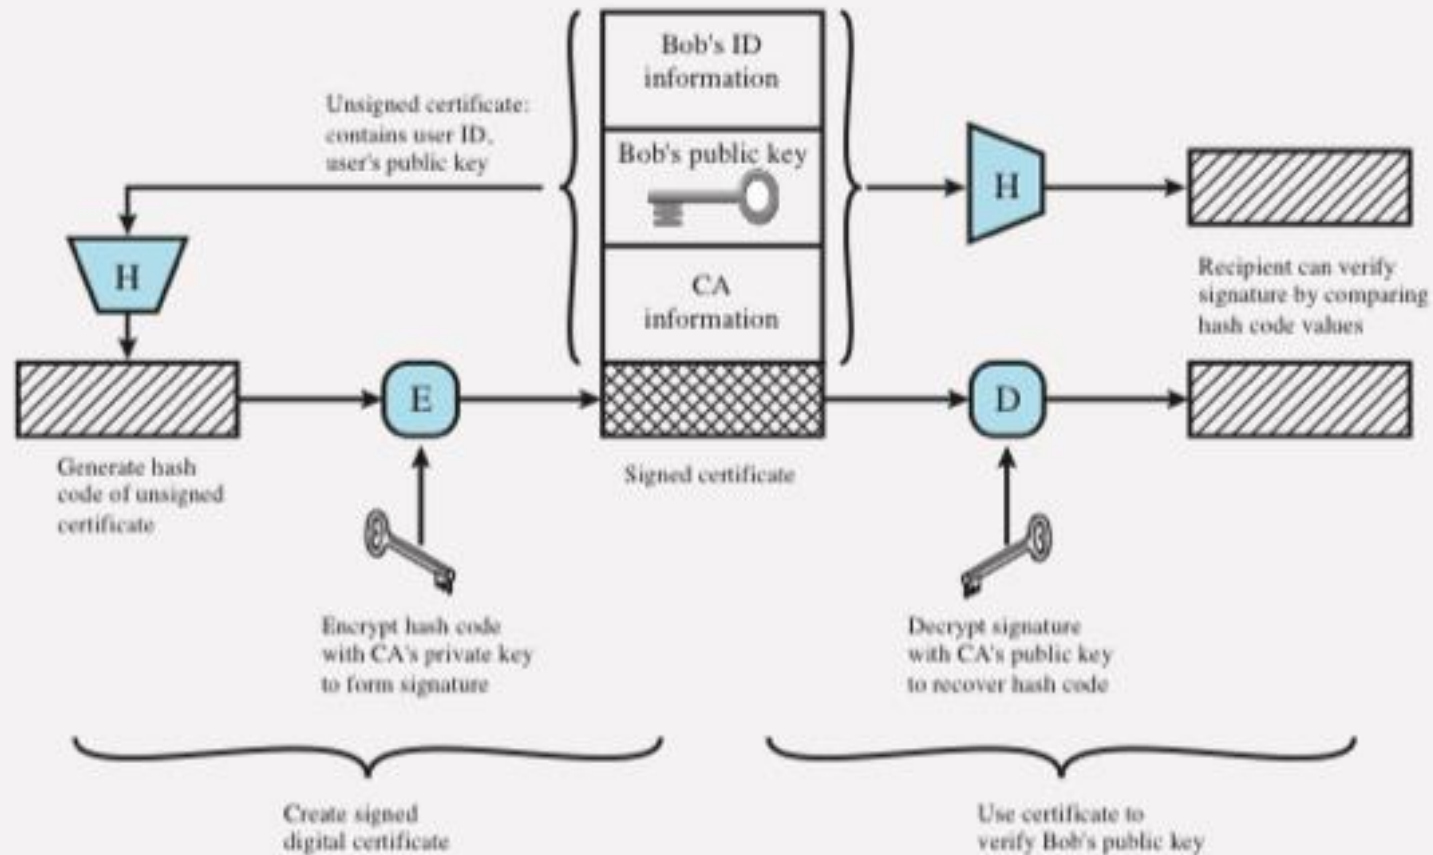 Bob's ID
information
Unsigned certificate:
contains user ID,
user's public key
Bob's public key
H
H
CA
information
Recipient can verify
signature by comparing
hash code values
E
D
Generate hash
code of unsigned
certificate
Signed certificate
Encrypt hash code
with CA's private key
to form signature
Decrypt signature
with CA's public key
to recover hash code
Create signed
digital certificate
Use certificate to
verify Bob's public key